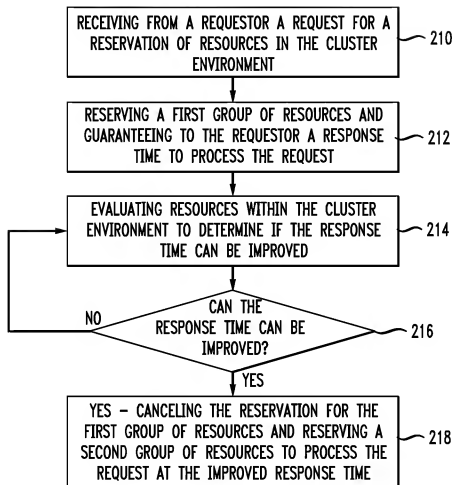 RECEIVING FROM A REQUESTOR A REQUEST FOR A
RESERVATION OF RESOURCES IN THE CLUSTER
ENVIRONMENT
210
RESERVING A FIRST GROUP OF RESOURCES AND
GUARANTEEING TO THE REQUESTOR A RESPONSE
TIME TO PROCESS THE REQUEST
212
EVALUATING RESOURCES WITHIN THE CLUSTER
ENVIRONMENT TO DETERMINE IF THE RESPONSE
TIME CAN BE IMPROVED
214
NO
CAN THE
RESPONSE TIME CAN BE
IMPROVED?
216
YES
YES – CANCELING THE RESERVATION FOR THE
FIRST GROUP OF RESOURCES AND RESERVING A
SECOND GROUP OF RESOURCES TO PROCESS THE
REQUEST AT THE IMPROVED RESPONSE TIME
218